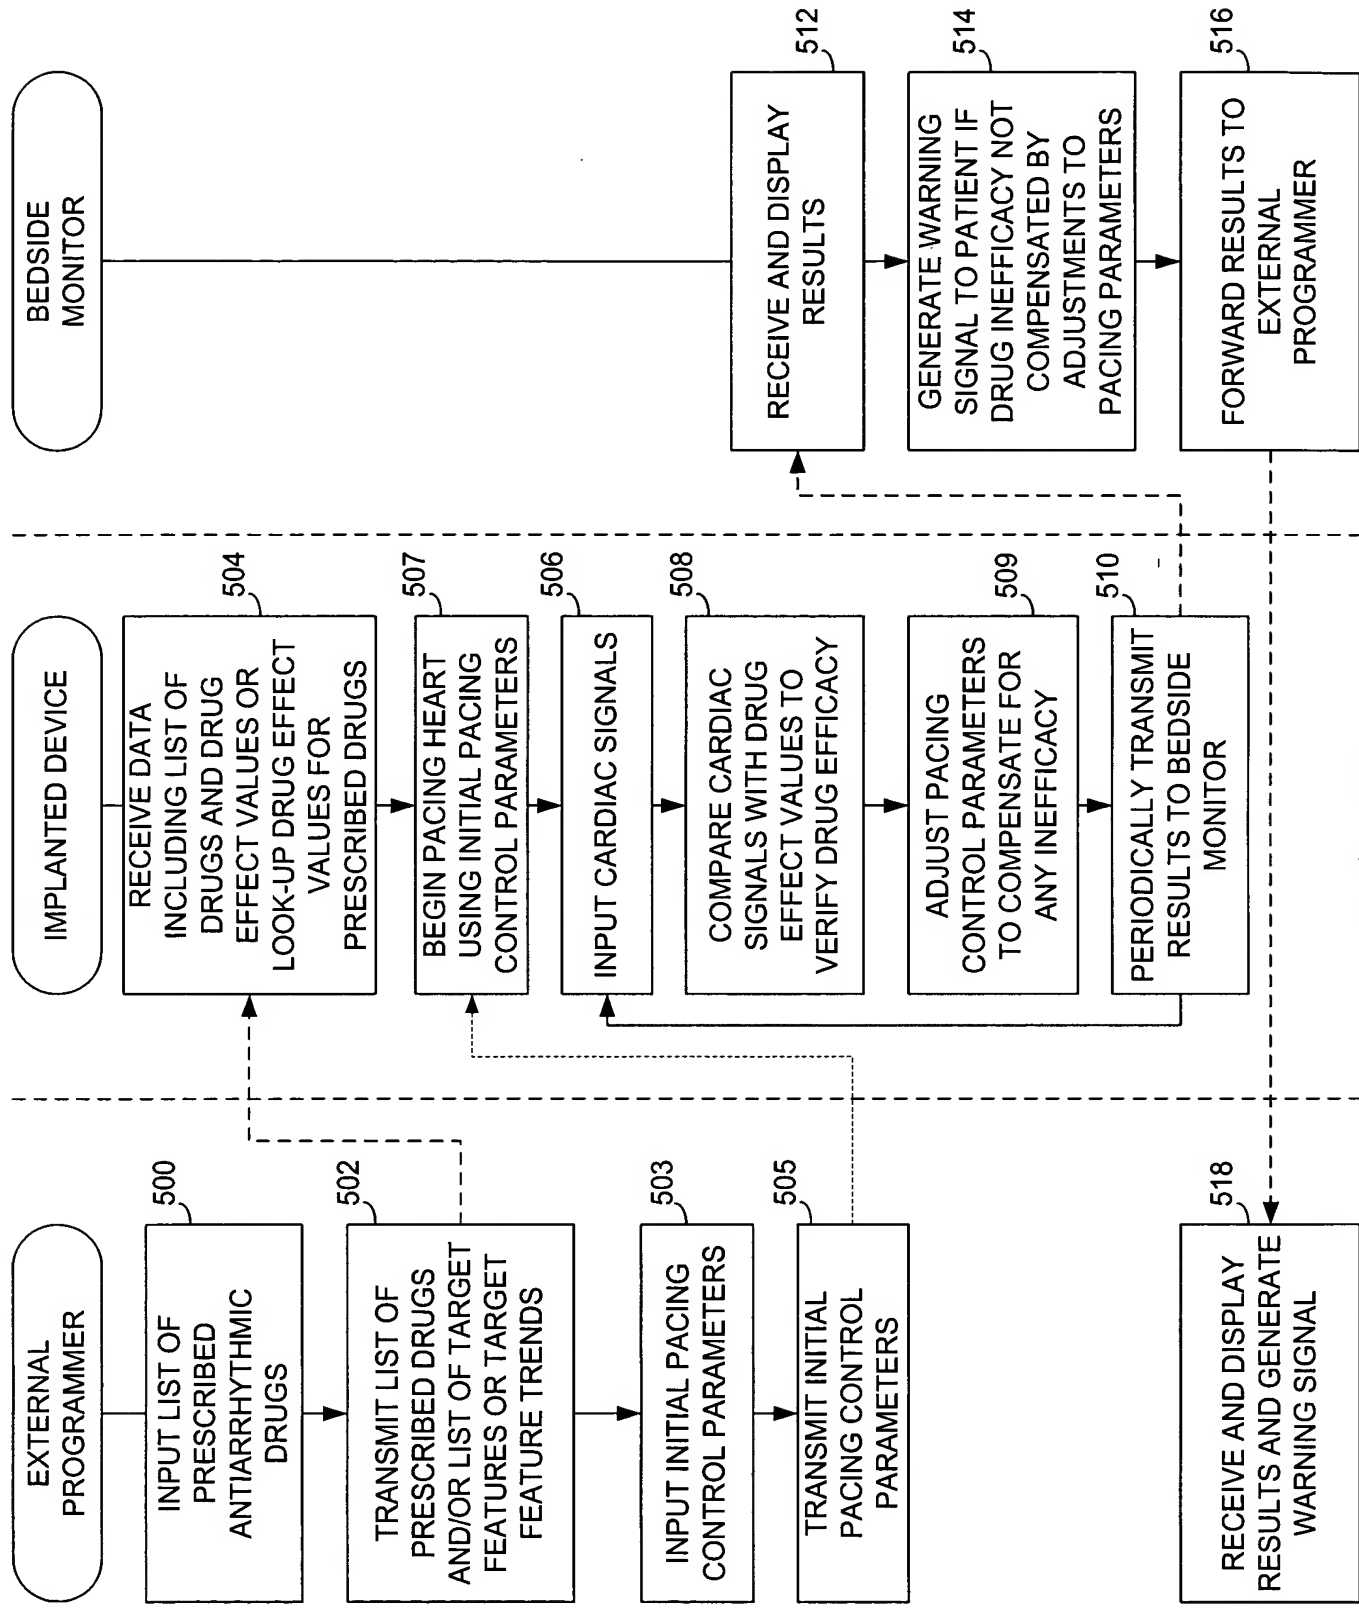 EXTERNAL
PROGRAMMER
500
INPUT LIST OF
PRESCRIBED
ANTIARRHYTHMIC
DRUGS
502
TRANSMIT LIST OF
PRESCRIBED DRUGS
AND/OR LIST OF TARGET
FEATURES OR TARGET
FEATURE TRENDS
503
INPUT INITIAL PACING
CONTROL PARAMETERS
505
TRANSMIT INITIAL
PACING CONTROL
PARAMETERS
518
RECEIVE AND DISPLAY
RESULTS AND GENERATE
WARNING SIGNAL
IMPLANTED DEVICE
504
RECEIVE DATA
INCLUDING LIST OF
DRUGS AND DRUG
EFFECT VALUES OR
LOOK-UP DRUG EFFECT
VALUES FOR
PRESCRIBED DRUGS
507
BEGIN PACING HEART
USING INITIAL PACING
CONTROL PARAMETERS
506
INPUT CARDIAC SIGNALS
508
COMPARE CARDIAC
SIGNALS WITH DRUG
EFFECT VALUES TO
VERIFY DRUG EFFICACY
509
ADJUST PACING
CONTROL PARAMETERS
TO COMPENSATE FOR
ANY INEFFICACY
510
PERIODICALLY TRANSMIT
RESULTS TO BEDSIDE
MONITOR
BEDSIDE
MONITOR
512
RECEIVE AND DISPLAY
RESULTS
514
GENERATE WARNING
SIGNAL TO PATIENT IF
DRUG INEFFICACY NOT
COMPENSATED BY
ADJUSTMENTS TO
PACING PARAMETERS
516
FORWARD RESULTS TO
EXTERNAL
PROGRAMMER